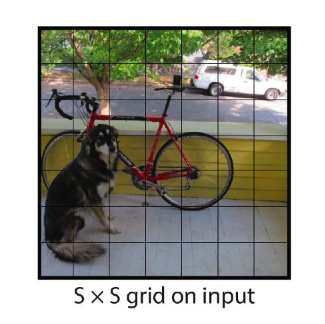 S × S grid on input